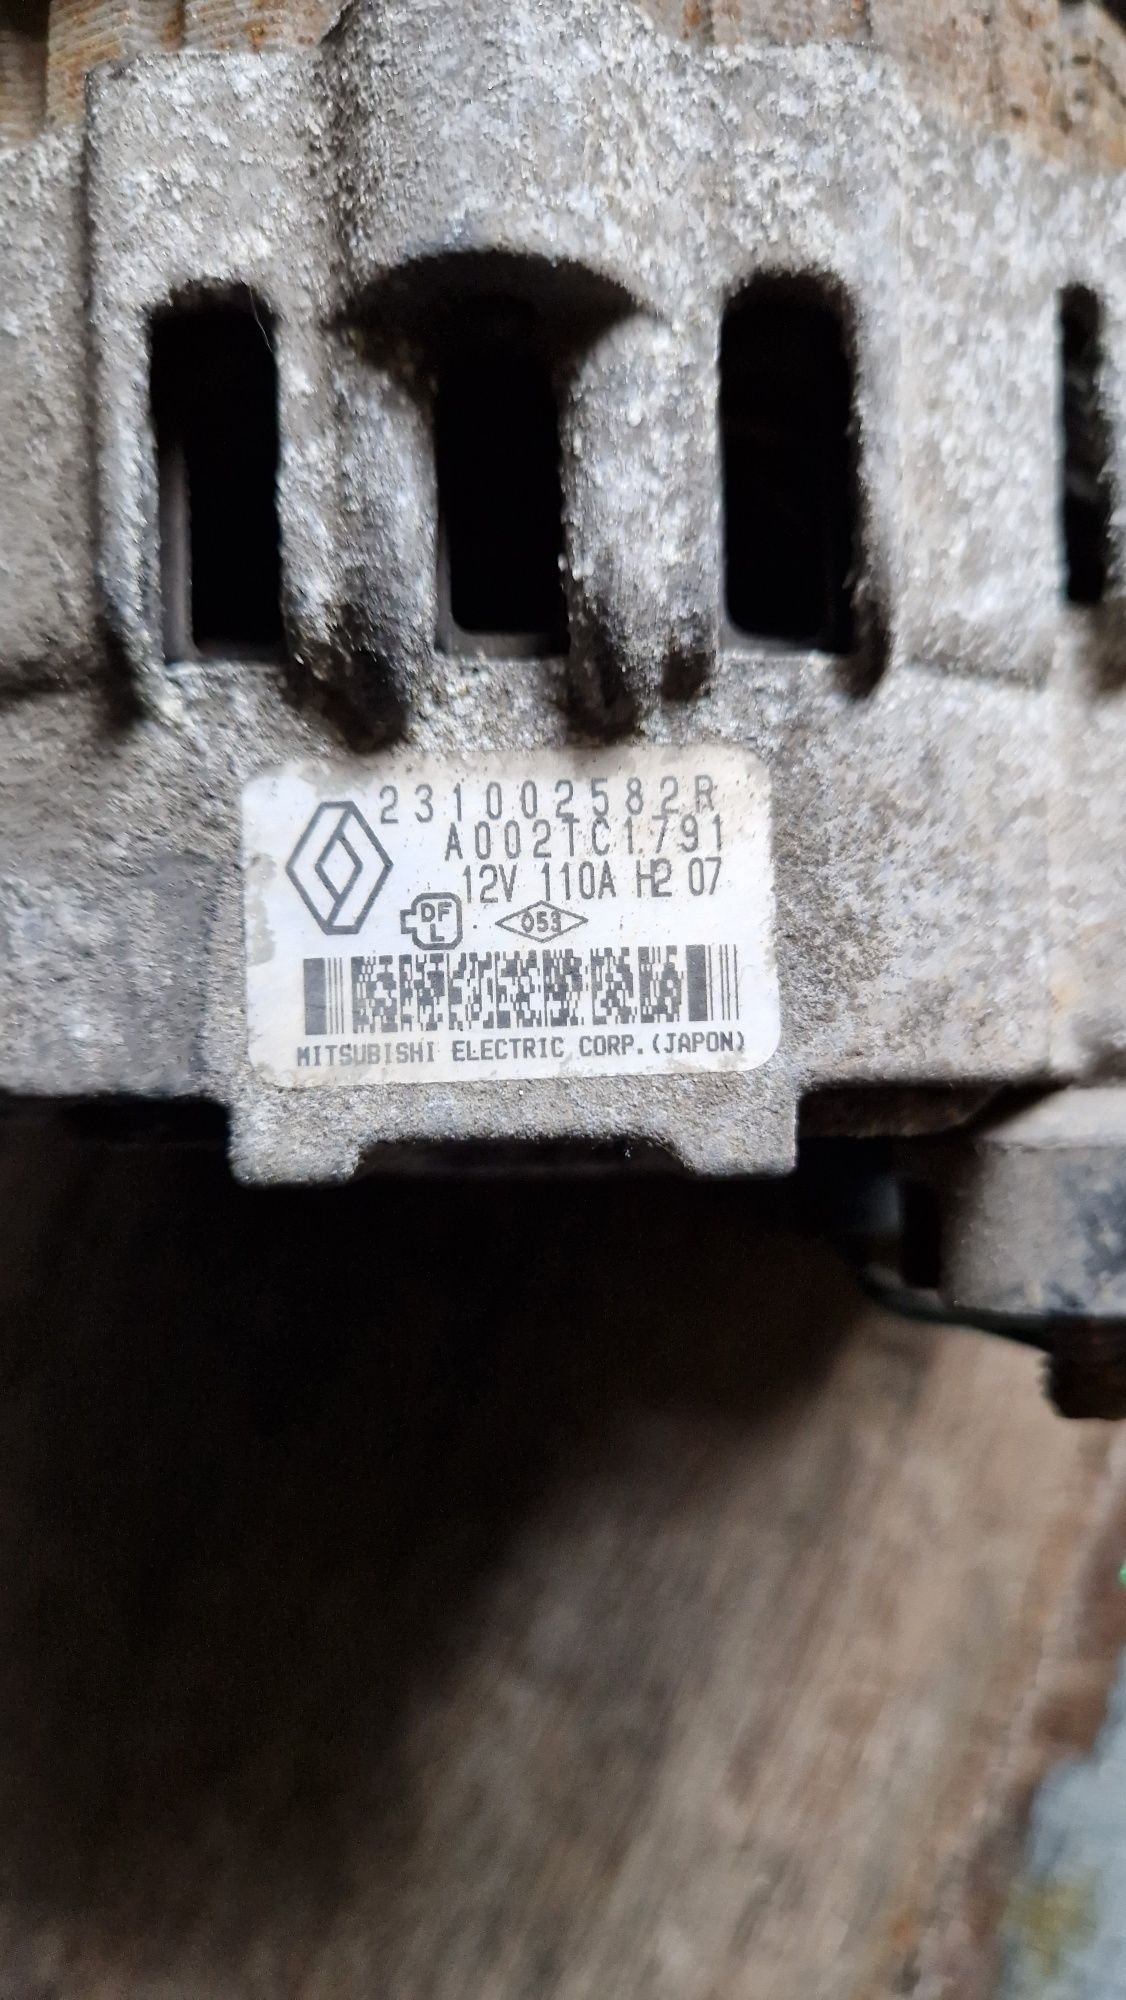 231002582R
A002TC1791
12V 110A H2 07
DF
L
053
MITSUBISHI ELECTRIC CORP.(JAPON)